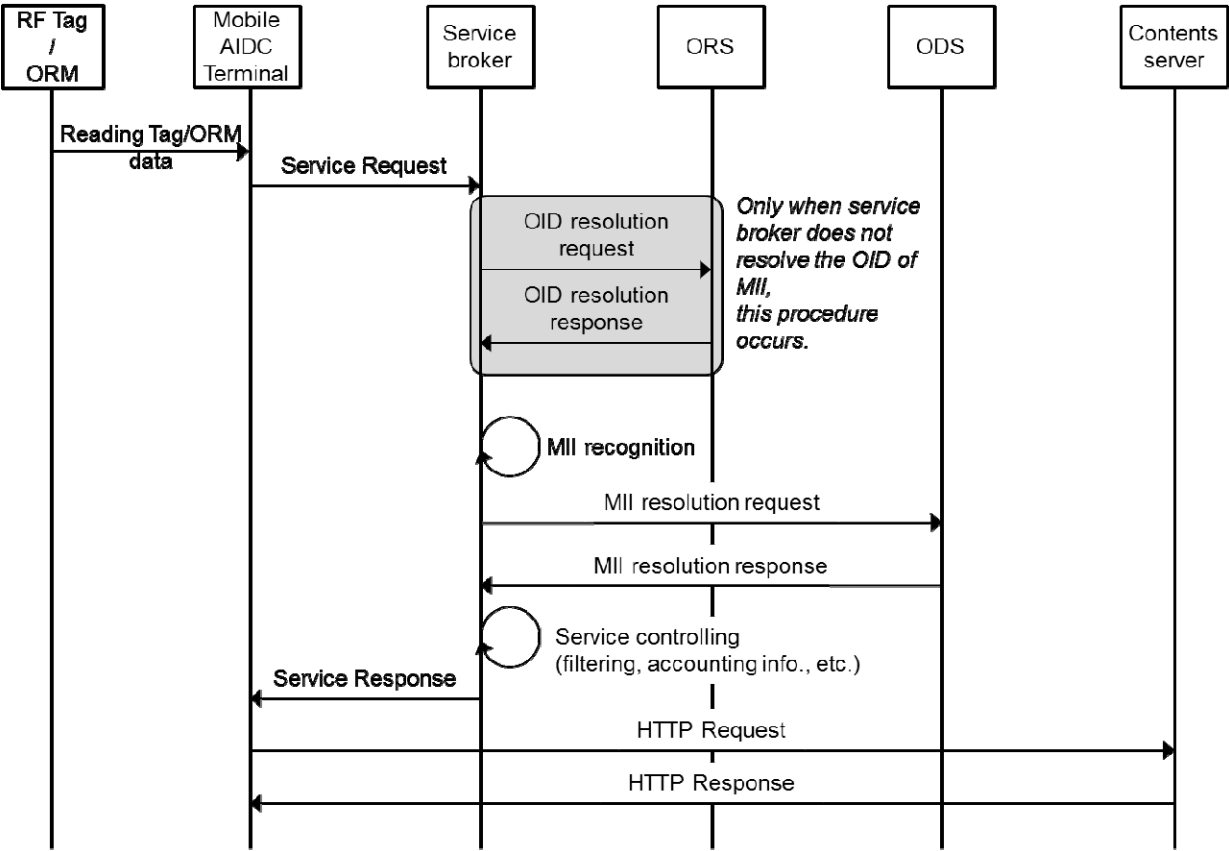 RF Tag
/
ORM
Mobile
AIDC
Terminal
Service
broker
ORS
ODS
Contents
server
Reading Tag/ORM
data
Service Request
OID resolution
request
OID resolution
response
Only when service
broker does not
resolve the OID of
MII,
this procedure
occurs.
MII recognition
MII resolution request
MII resolution response
Service controlling
(filtering, accounting info., etc.)
Service Response
HTTP Request
HTTP Response